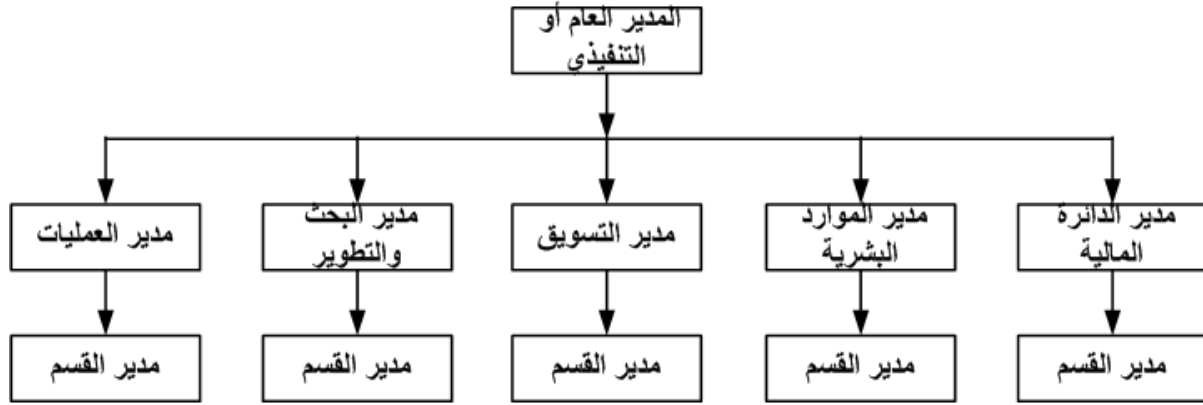 المدير العام أو
التنفيذي
مدير الدائرة
المالية
مدير الموارد
البشرية
مدير التسويق
مدير البحث
والتطوير
مدير العمليات
مدير القسم
مدير القسم
مدير القسم
مدير القسم
مدير القسم